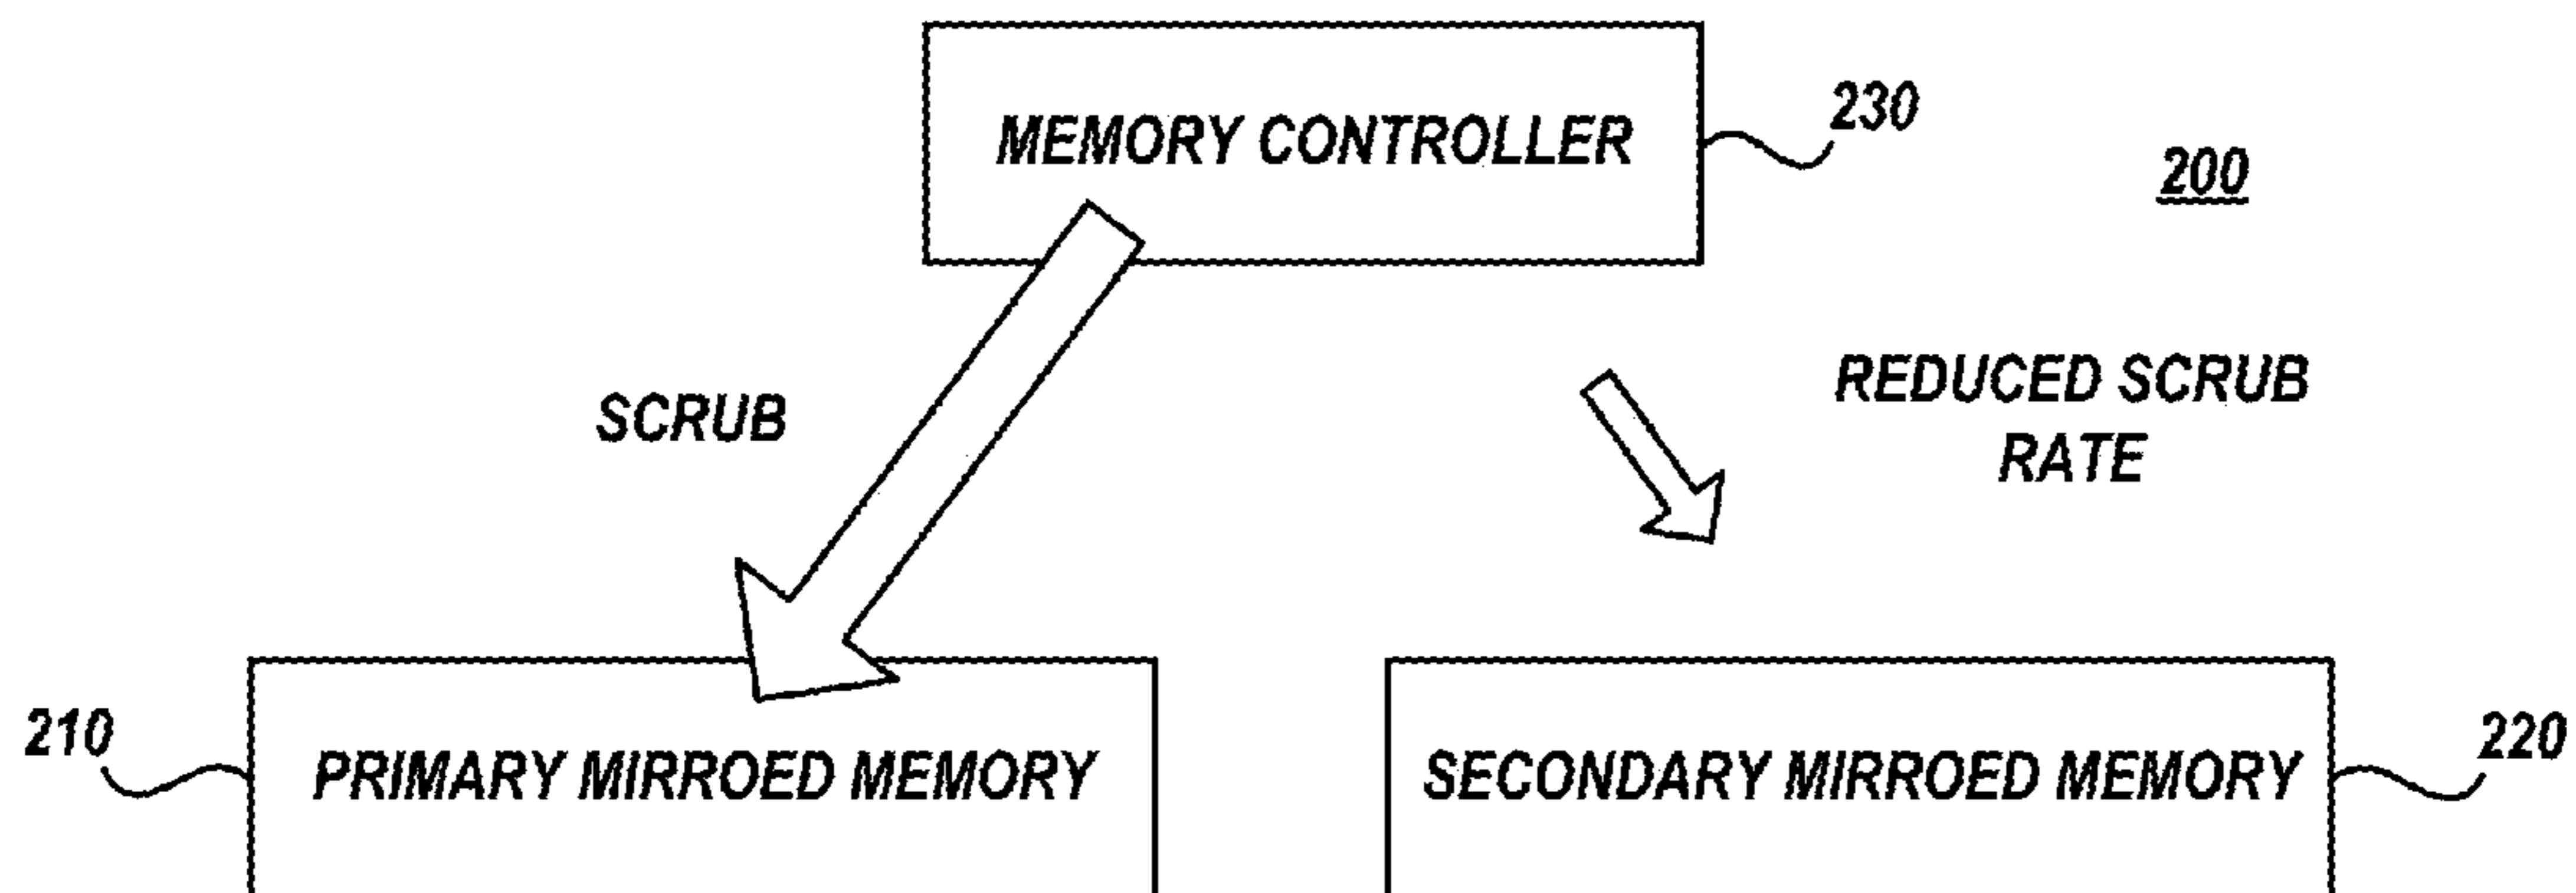 MEMORY CONTROLLER
230
200
SCRUB
REDUCED SCRUB
RATE
210
PRIMARY MIRROED MEMORY
SECONDARY MIRROED MEMORY
220